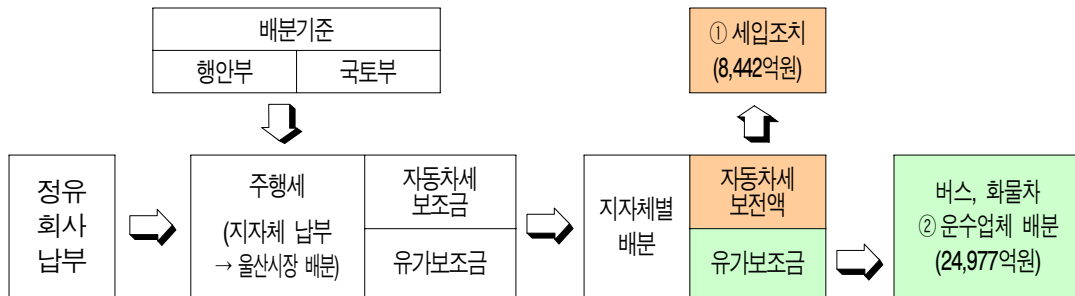 배분기준
행안부
국토부
① 세입조치
(8,442억원)
정유
회사
납부
주행세
(지자체 납부
→ 울산시장 배분)
자동차세
보조금
유가보조금
지자체별
배분
자동차세
보전액
유가보조금
버스, 화물차
② 운수업체 배분
(24,977억원)